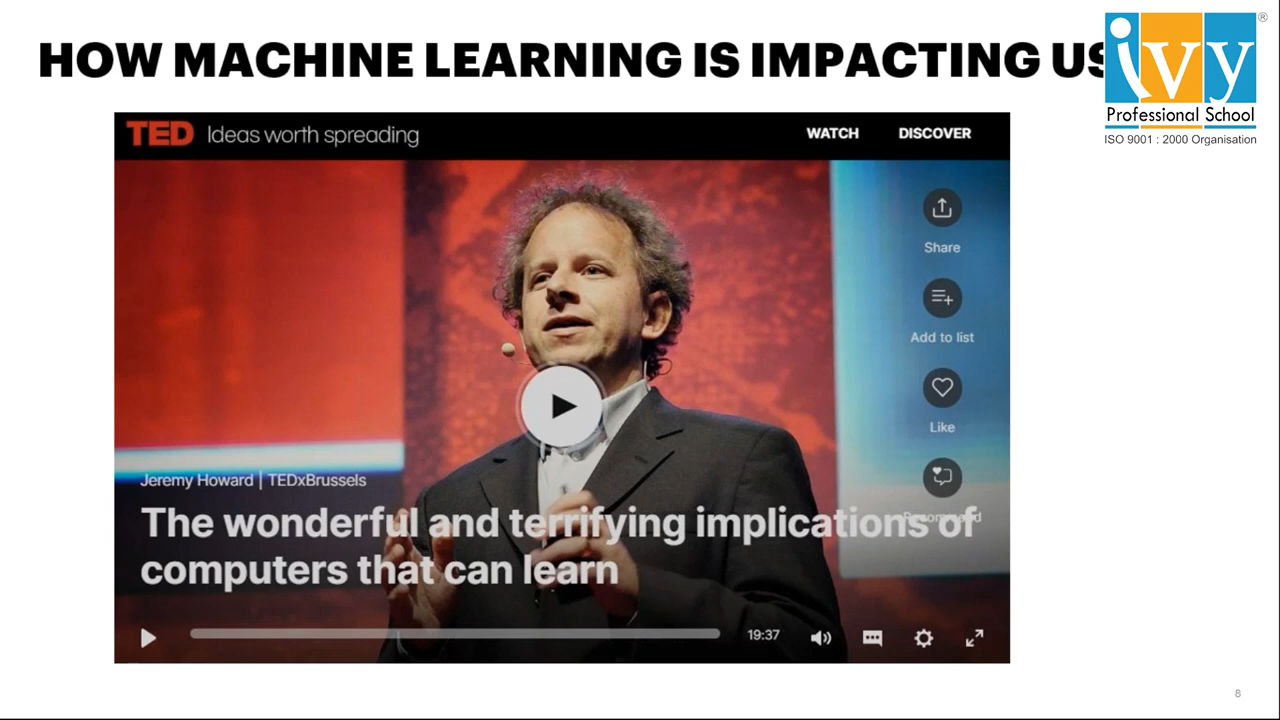 HOW MACHINE LEARNING IS IMPACTING US
ivy
®
Professional School
ISO 9001 : 2000 Organisation
TED Ideas worth spreading
WATCH
DISCOVER
Share
Add to list
Like
Recommend
Jeremy Howard | TEDxBrussels
The wonderful and terrifying implications of
computers that can learn
19:37
8